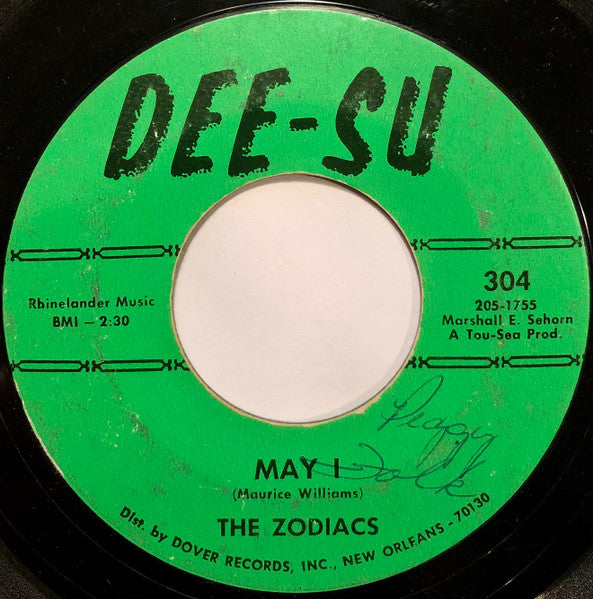 DEE-SU
Rhinelander Music
BMI – 2:30
304
205-1755
Marshall E. Sehorn
A Tou-Sea Prod.
Peggy
MAY I
(Maurice Williams)
THE ZODIACS
Dist. by DOVER RECORDS, INC., NEW ORLEANS - 70130